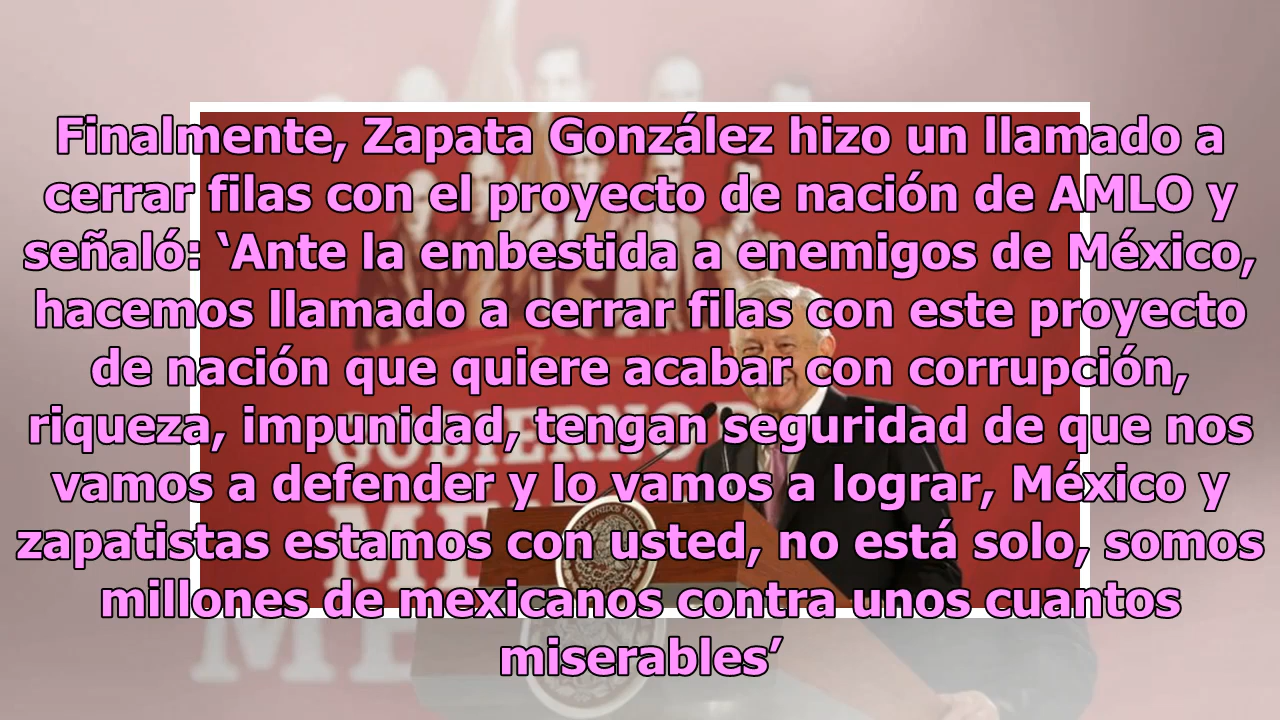 Finalmente, Zapata González hizo un llamado a
cerrar filas con el proyecto de nación de AMLO y
señaló: ‘Ante la embestida a enemigos de México,
hacemos llamado a cerrar filas con este proyecto
de nación que quiere acabar con corrupción,
riqueza, impunidad, tengan seguridad de que nos
vamos a defender y lo vamos a lograr, México y
zapatistas estamos con usted, no está solo, somos
millones de mexicanos contra unos cuantos
miserables’
GOBIERNO